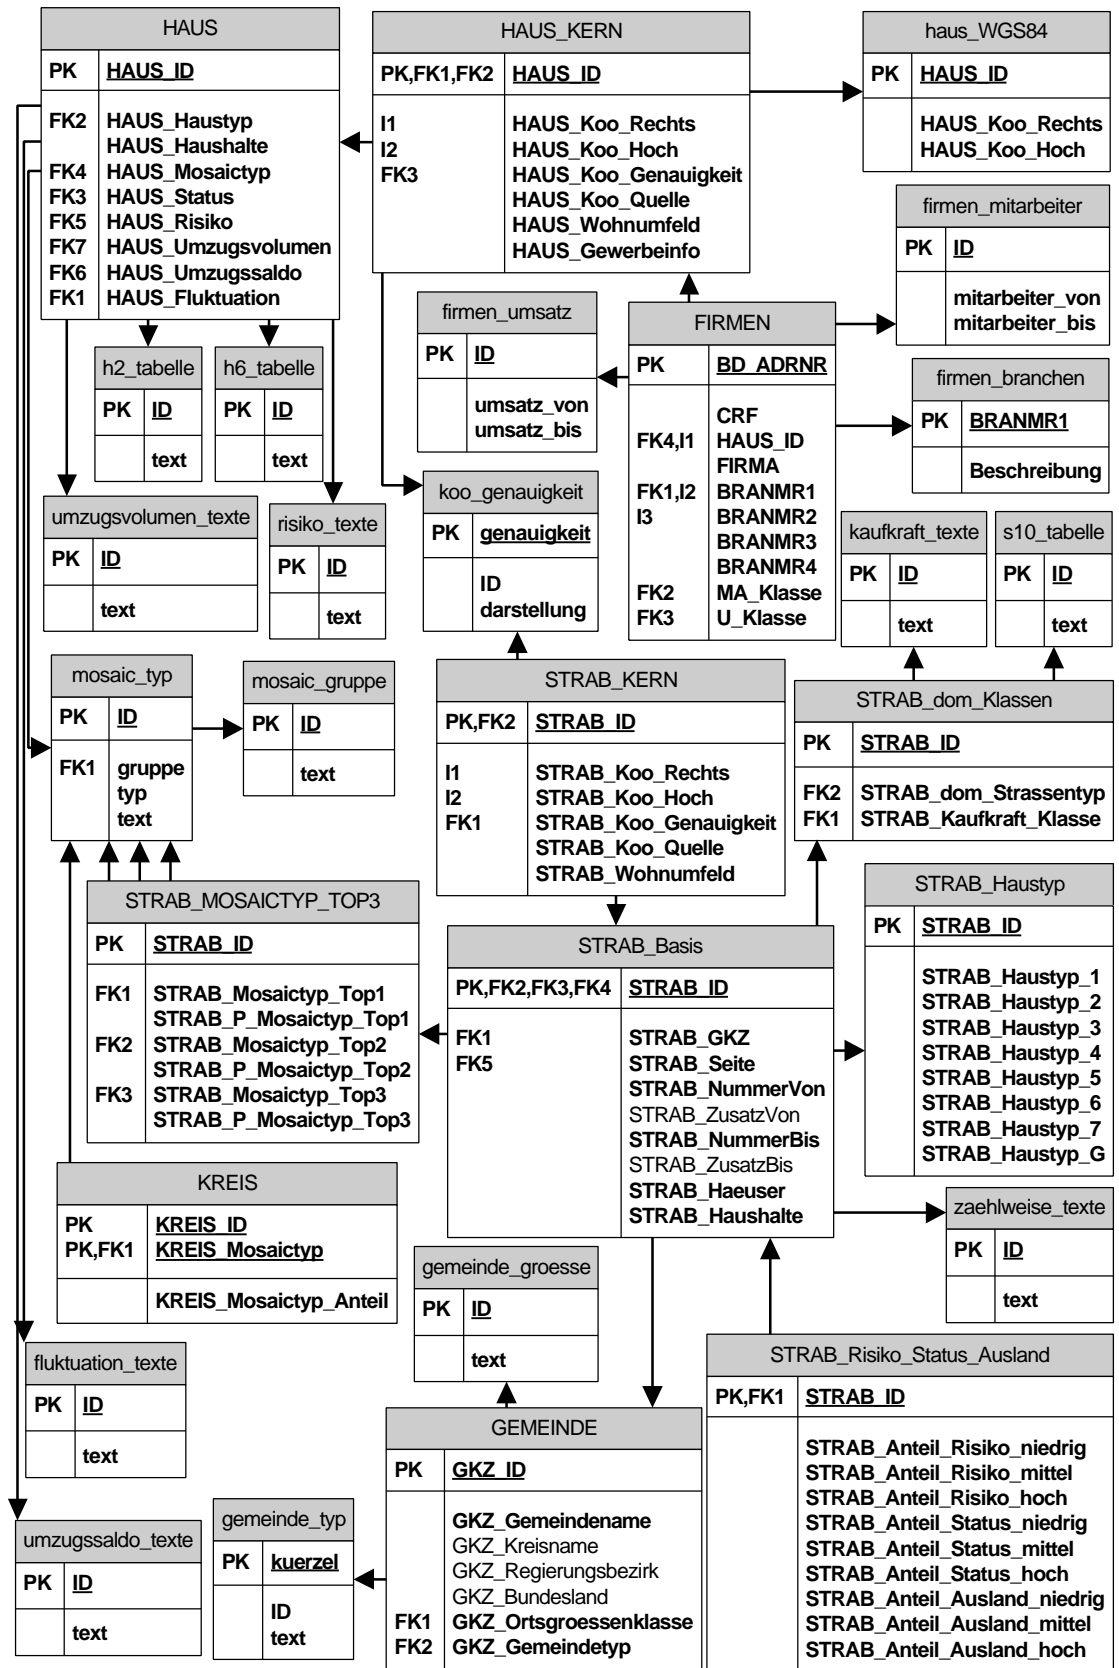 HAUS
PK HAUS_ID
FK2 HAUS_Haustyp
HAUS_Haushalte
FK4 HAUS_Mosaictyp
FK3 HAUS_Status
FK5 HAUS_Risiko
FK7 HAUS_Umzugsvolumen
FK6 HAUS_Umzugssaldo
FK1 HAUS_Fluktuation
HAUS_KERN
PK,FK1,FK2 HAUS_ID
I1 HAUS_Koo_Rechts
I2 HAUS_Koo_Hoch
FK3 HAUS_Koo_Genauigkeit
HAUS_Koo_Quelle
HAUS_Wohnumfeld
HAUS_Gewerbeinfo
haus_WGS84
PK HAUS_ID
HAUS_Koo_Rechts
HAUS_Koo_Hoch
firmen_mitarbeiter
PK ID
mitarbeiter_von
mitarbeiter_bis
firmen_umsatz
PK ID
umsatz_von
umsatz_bis
FIRMEN
PK BD_ADRNR
CRF
FK4,I1 HAUS_ID
FIRMA
FK1,I2 BRANMR1
I3 BRANMR2
BRANMR3
BRANMR4
FK2 MA_Klasse
FK3 U_Klasse
firmen_branchen
PK BRANMR1
Beschreibung
h2_tabelle
PK ID
text
h6_tabelle
PK ID
text
umzugsvolumen_texte
PK ID
text
risiko_texte
PK ID
text
koo_genauigkeit
PK genauigkeit
ID
darstellung
kaufkraft_texte
PK ID
text
s10_tabelle
PK ID
text
mosaic_typ
PK ID
FK1 gruppe
typ
text
mosaic_gruppe
PK ID
text
STRAB_KERN
PK,FK2 STRAB_ID
I1 STRAB_Koo_Rechts
I2 STRAB_Koo_Hoch
FK1 STRAB_Koo_Genauigkeit
STRAB_Koo_Quelle
STRAB_Wohnumfeld
STRAB_dom_Klassen
PK STRAB_ID
FK2 STRAB_dom_Strassentyp
FK1 STRAB_Kaufkraft_Klasse
STRAB_MOSAICTYP_TOP3
PK STRAB_ID
FK1 STRAB_Mosaictyp_Top1
STRAB_P_Mosaictyp_Top1
FK2 STRAB_Mosaictyp_Top2
STRAB_P_Mosaictyp_Top2
FK3 STRAB_Mosaictyp_Top3
STRAB_P_Mosaictyp_Top3
STRAB_Basis
PK,FK2,FK3,FK4 STRAB_ID
FK1 STRAB_GKZ
FK5 STRAB_Seite
STRAB_NummerVon
STRAB_ZusatzVon
STRAB_NummerBis
STRAB_ZusatzBis
STRAB_Haeuser
STRAB_Haushalte
STRAB_Haustyp
PK STRAB_ID
STRAB_Haustyp_1
STRAB_Haustyp_2
STRAB_Haustyp_3
STRAB_Haustyp_4
STRAB_Haustyp_5
STRAB_Haustyp_6
STRAB_Haustyp_7
STRAB_Haustyp_G
KREIS
PK KREIS_ID
PK,FK1 KREIS_Mosaictyp
KREIS_Mosaictyp_Anteil
zaehlweise_texte
PK ID
text
gemeinde_groesse
PK ID
text
fluktuation_texte
PK ID
text
STRAB_Risiko_Status_Ausland
PK,FK1 STRAB_ID
STRAB_Anteil_Risiko_niedrig
STRAB_Anteil_Risiko_mittel
STRAB_Anteil_Risiko_hoch
STRAB_Anteil_Status_niedrig
STRAB_Anteil_Status_mittel
STRAB_Anteil_Status_hoch
STRAB_Anteil_Ausland_niedrig
STRAB_Anteil_Ausland_mittel
STRAB_Anteil_Ausland_hoch
GEMEINDE
PK GKZ_ID
GKZ_Gemeindename
GKZ_Kreisname
GKZ_Regierungsbezirk
GKZ_Bundesland
FK1 GKZ_Ortsgroessenklasse
FK2 GKZ_Gemeindetyp
umzugssaldo_texte
PK ID
text
gemeinde_typ
PK kuerzel
ID
text